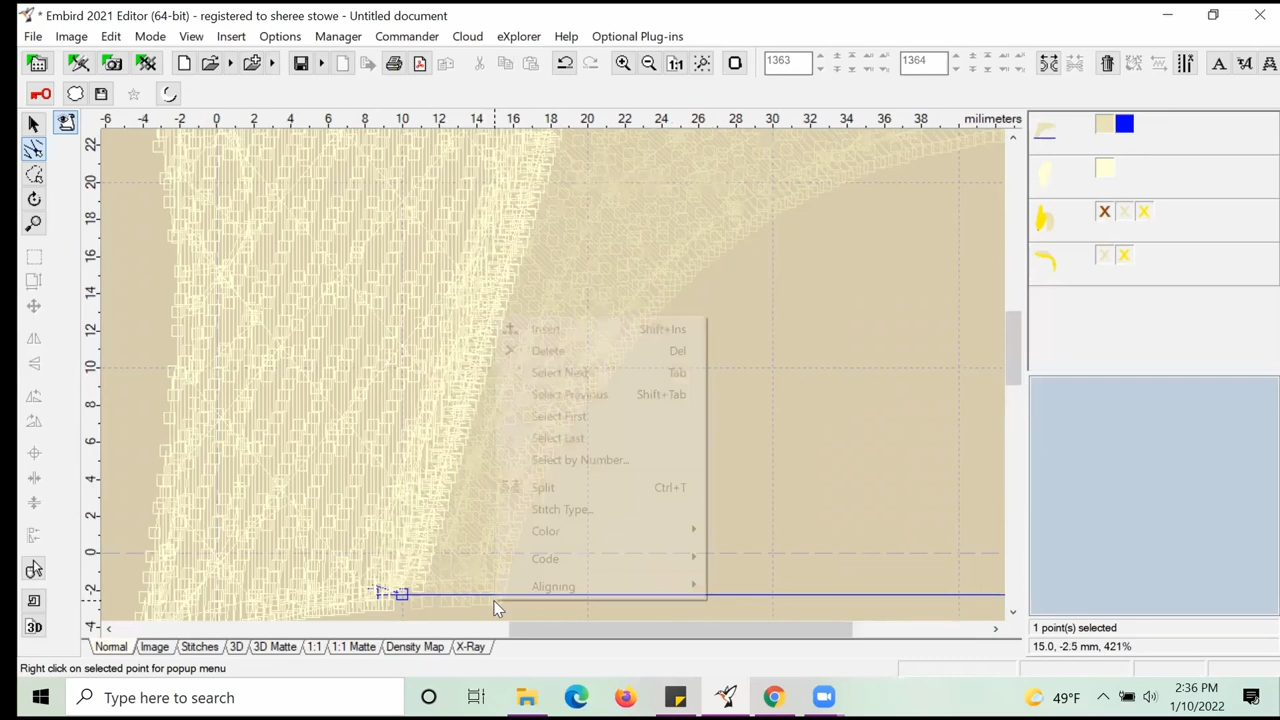 * Embird 2021 Editor (64-bit) - registered to sheree stowe - Untitled document
File Image Edit Mode View Insert Options Manager Commander Cloud eXplorer Help Optional Plug-ins
1:1 1363 1364 A
-6 -4 -2 0 2 4 6 8 10 12 14 16 18 20 22 24 26 28 30 32 34 36 38 milimeters
22
20
18
16
14
12
10
8
6
4
2
0
-2
-4
X X
X
Insert Shift+Ins
Delete Del
Select Next Tab
Select Previous Shift+Tab
Select First
Select Last
Select by Number...
Split Ctrl+T
Stitch Type...
Color
Code
Aligning
3D
1 point(s) selected
Normal Image Stitches 3D 3D Matte 1:1 1:1 Matte Density Map X-Ray
15.0, -2.5 mm, 421%
Right click on selected point for popup menu
Type here to search
49°F
2:36 PM
1/10/2022